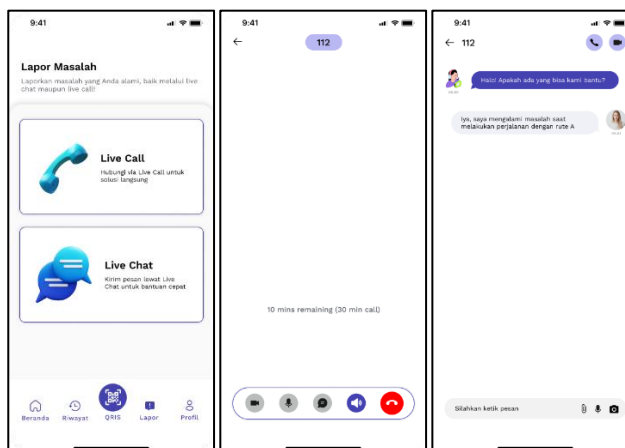 9:41
Lapor Masalah
Laporkan masalah yang Anda alami, baik melalui live
chat maupun live call!
Live Call
Hubungi via Live Call untuk
solusi langsung
Live Chat
Kirim pesan lewat Live
Chat untuk bantuan cepat
Beranda
Riwayat
QRIS
Lapor
Profil
9:41
112
10 mins remaining (30 min call)
9:41
112
Halo! Apakah ada yang bisa kami bantu?
Iya, saya mengalami masalah saat
melakukan perjalanan dengan rute A
Silahkan ketik pesan